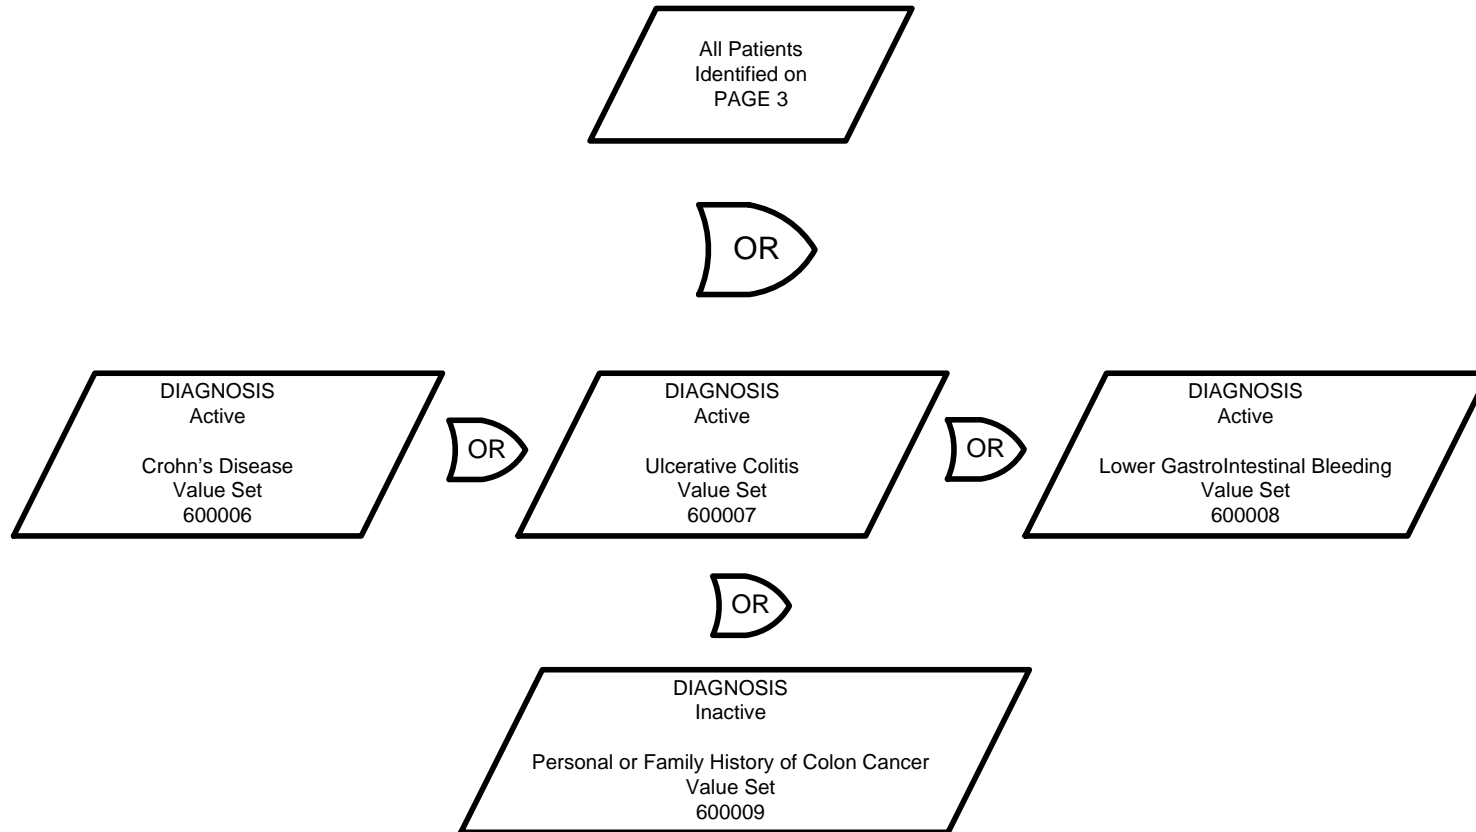 All Patients
Identified on
PAGE 3
OR
DIAGNOSIS
Active
Crohn's Disease
Value Set
600006
OR
DIAGNOSIS
Active
Ulcerative Colitis
Value Set
600007
OR
DIAGNOSIS
Active
Lower GastroIntestinal Bleeding
Value Set
600008
OR
DIAGNOSIS
Inactive
Personal or Family History of Colon Cancer
Value Set
600009